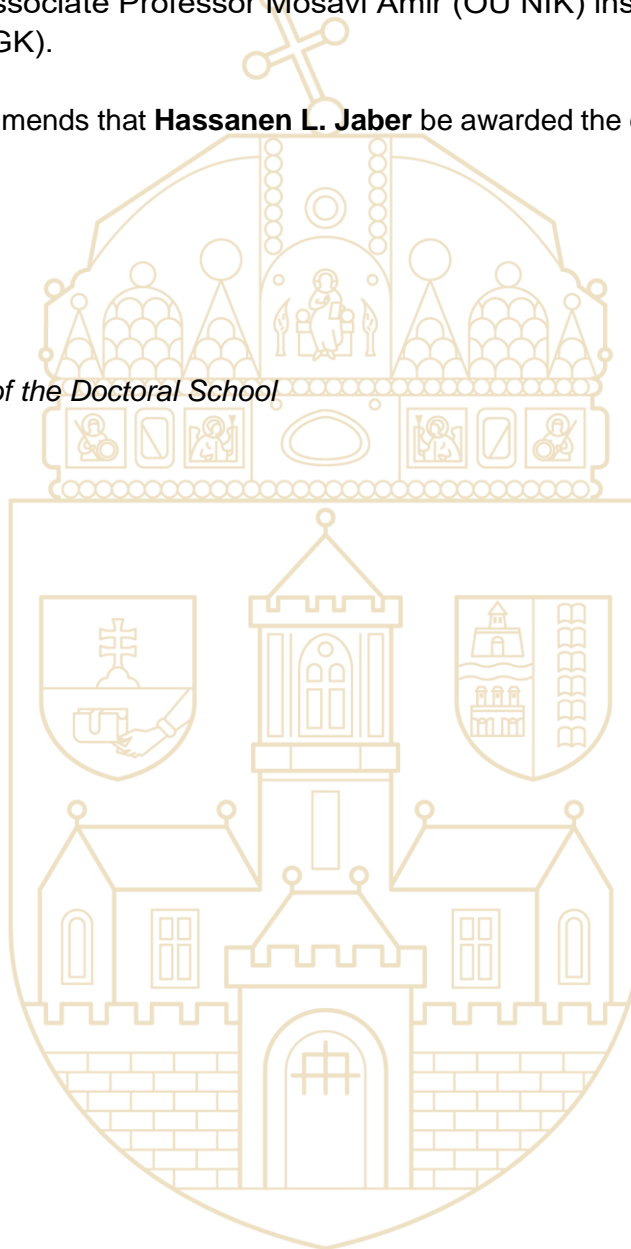 ssociate Professor Mosavi Amir (OU NIK) ins
GK).
mends that Hassanen L. Jaber be awarded the
of the Doctoral School